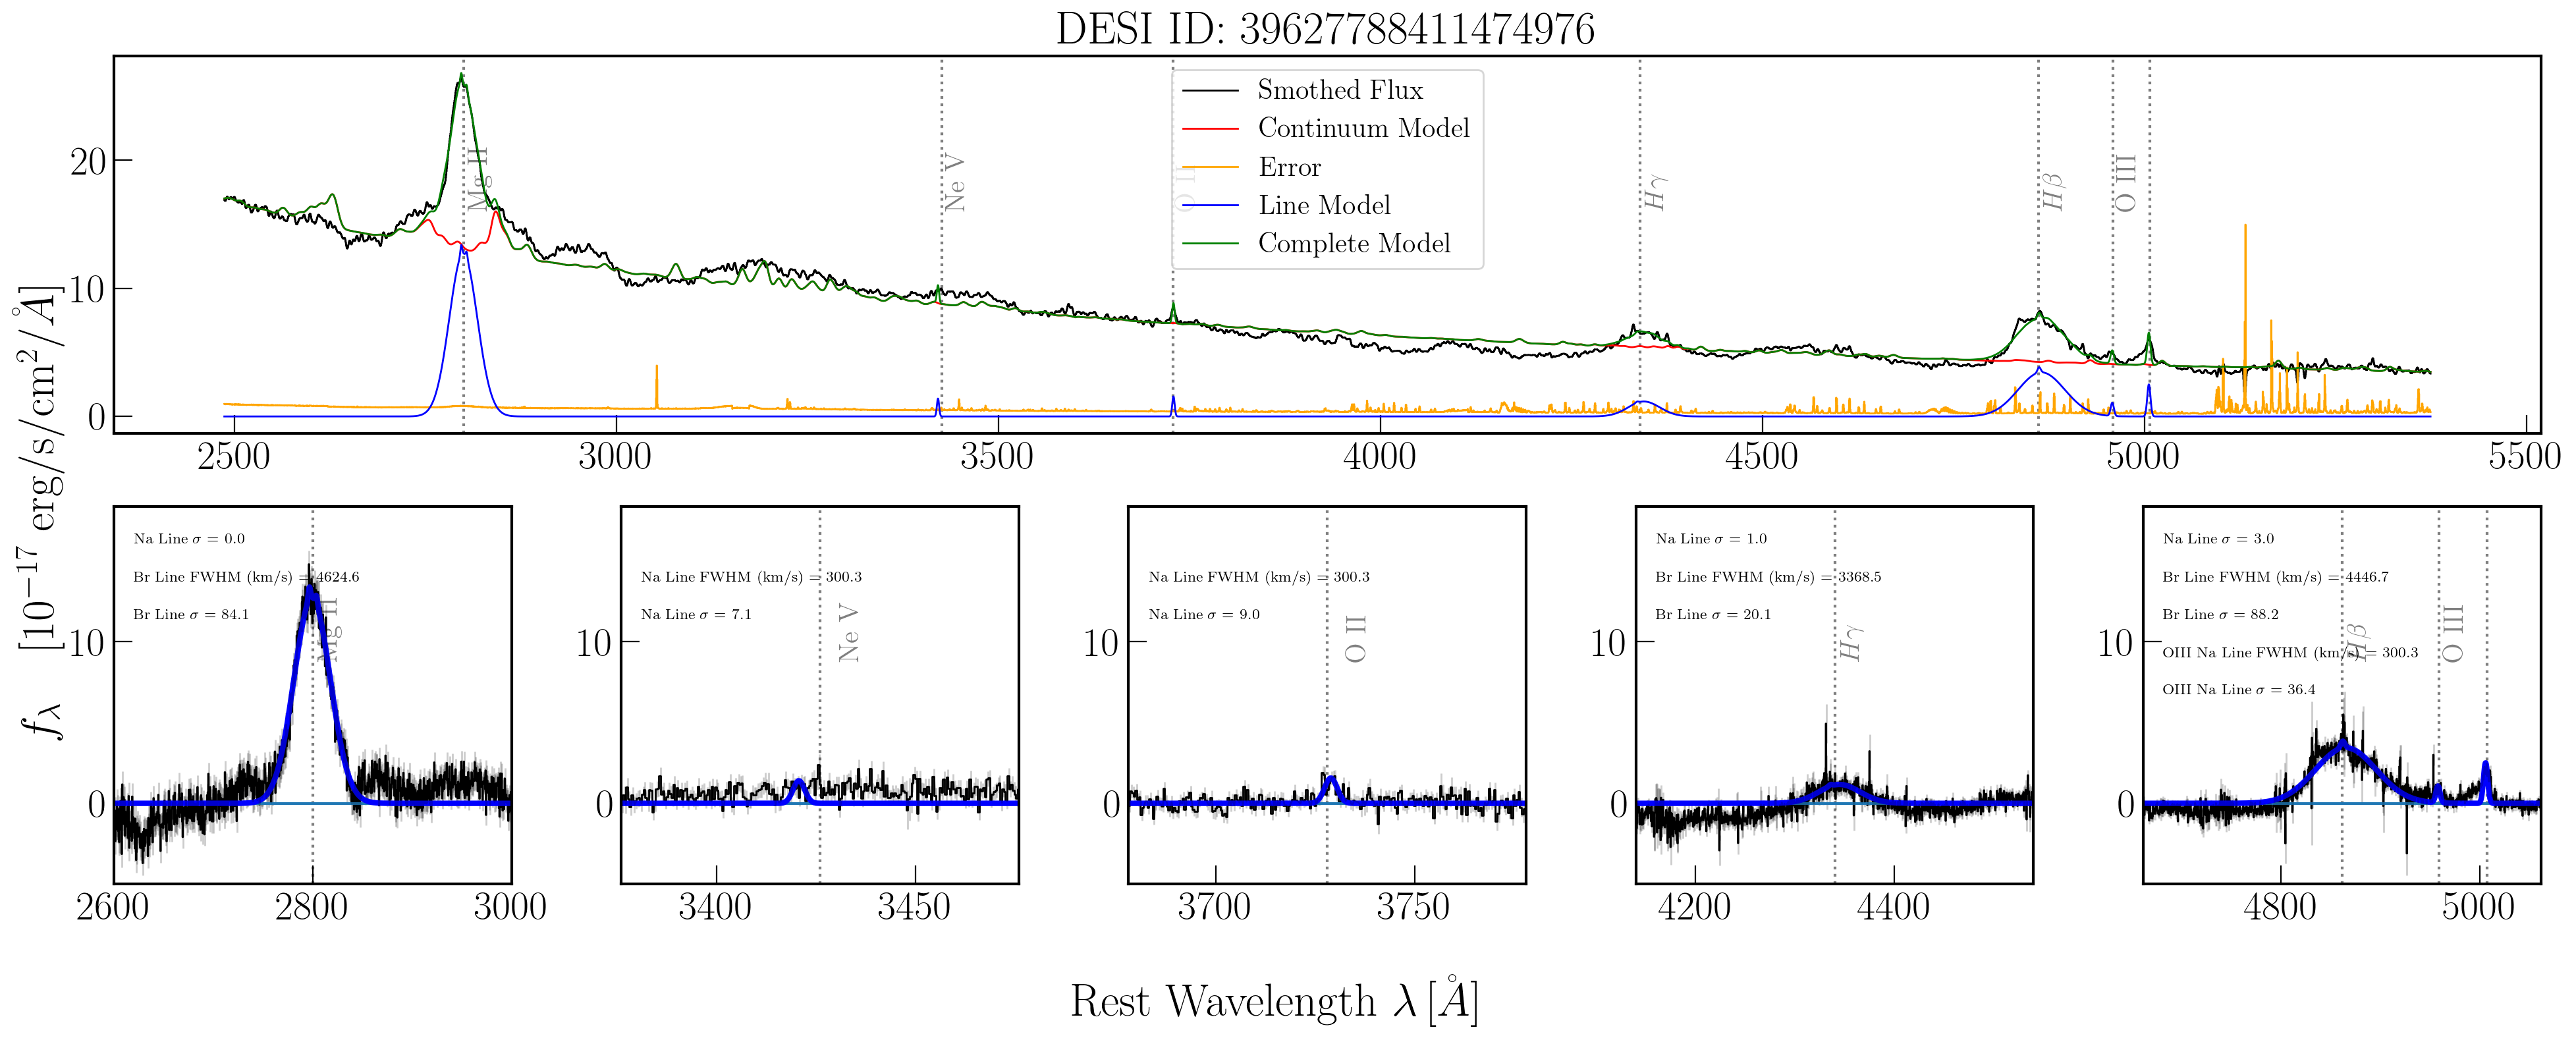 DESI ID: 39627788411474976
Smothed Flux
Continuum Model
Error
Line Model
Complete Model
Mg II
Ne V
O II
Hγ
Hβ
O III
20
10
0
2500 3000 3500 4000 4500 5000 5500
fλ [10⁻¹⁷ erg/s/cm²/Å]
Na Line σ = 0.0
Br Line FWHM (km/s) = 4624.6
Br Line σ = 84.1
Mg II
10
0
2600 2800 3000
Na Line FWHM (km/s) = 300.3
Na Line σ = 7.1
Ne V
10
0
3400 3450
Na Line FWHM (km/s) = 300.3
Na Line σ = 9.0
O II
10
0
3700 3750
Na Line σ = 1.0
Br Line FWHM (km/s) = 3368.5
Br Line σ = 20.1
Hγ
10
0
4200 4400
Na Line σ = 3.0
Br Line FWHM (km/s) = 4446.7
Br Line σ = 88.2
OIII Na Line FWHM (km/s) = 300.3
OIII Na Line σ = 36.4
Hβ
O III
10
0
4800 5000
Rest Wavelength λ [Å]